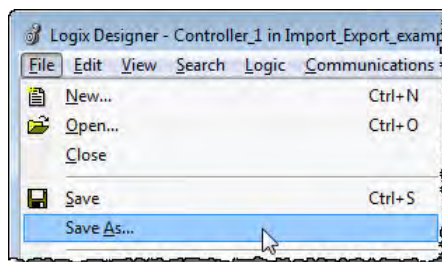 Logix Designer - Controller_1 in Import_Export_examp
File Edit View Search Logic Communications
New... Ctrl+N
Open... Ctrl+O
Close
Save Ctrl+S
Save As...